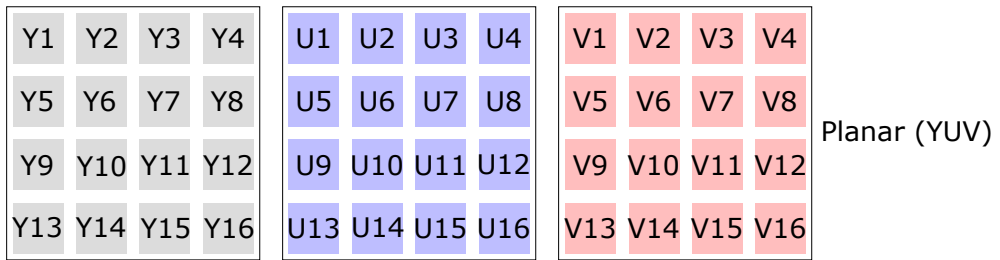 Y1 Y2 Y3 Y4 U1 U2 U3 U4 V1 V2 V3 V4
Y5 Y6 Y7 Y8 U5 U6 U7 U8 V5 V6 V7 V8
Planar (YUV)
Y9 Y10 Y11 Y12 U9 U10 U11 U12 V9 V10 V11 V12
Y13 Y14 Y15 Y16 U13 U14 U15 U16 V13 V14 V15 V16